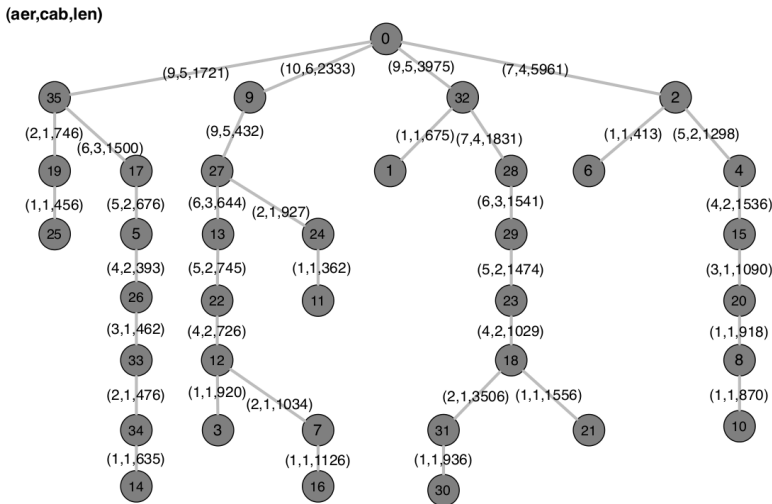 (aer,cab,len)
0
(9,5,1721) (10,6,2333) (9,5,3975) (7,4,5961)
35 9 32 2
(2,1,746) (6,3,1500) (9,5,432) (1,1,675) (7,4,1831) (1,1,413) (5,2,1298)
19 17 27 1 28 6 4
(1,1,456) (5,2,676) (6,3,644) (2,1,927) (6,3,1541) (4,2,1536)
25 5 13 24 29 15
(4,2,393) (5,2,745) (1,1,362) (5,2,1474) (3,1,1090)
26 22 11 23 20
(3,1,462) (4,2,726) (4,2,1029) (1,1,918)
33 12 18 8
(2,1,476) (1,1,920) (2,1,1034) (2,1,3506) (1,1,1556) (1,1,870)
34 3 7 31 21 10
(1,1,635) (1,1,1126) (1,1,936)
14 16 30